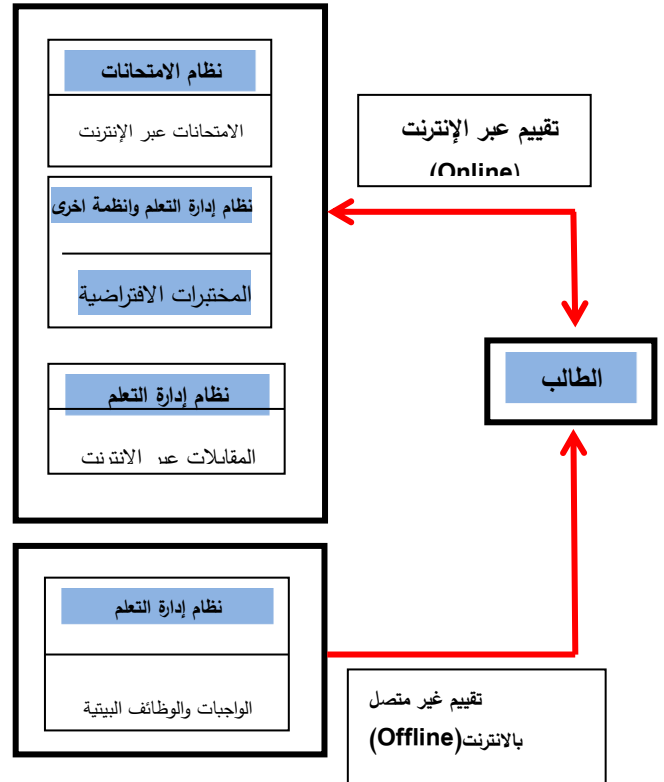 نظام الامتحانات
الامتحانات عبر الإنترنت
تقييم عبر الإنترنت
(Online)
نظام إدارة التعلم وانظمة اخرى
المختبرات الافتراضية
الطالب
نظام إدارة التعلم
المقابلات عبر الانترنت
نظام إدارة التعلم
الواجبات والوظائف البيتية
تقييم غير متصل
بالانترنت(Offline)